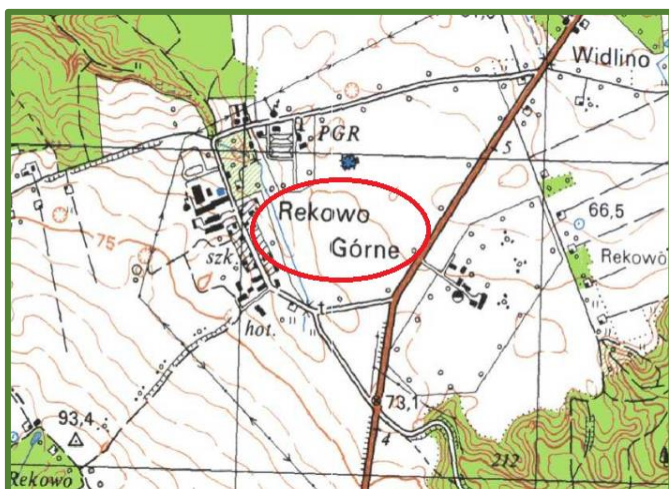 Widlino
PGR
5
Rekowo
Górne
66,5
Rekowo
75
szk.
hot.
73,1
93,4
4
212
Rekowo